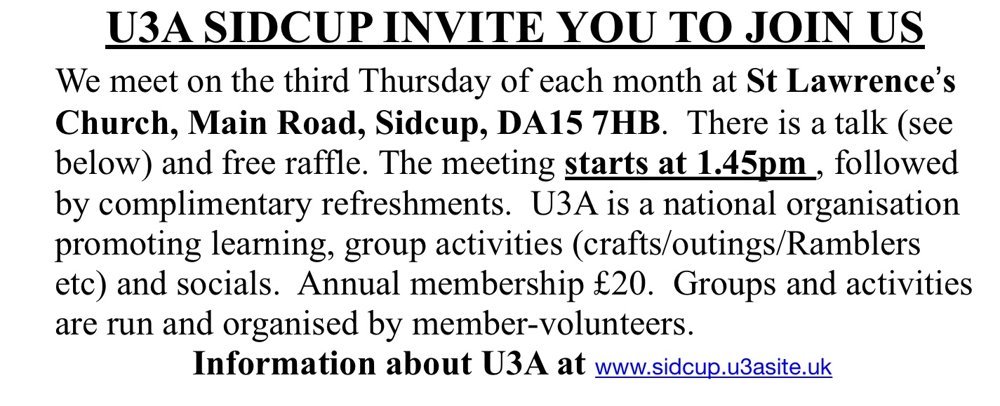 U3A SIDCUP INVITE YOU TO JOIN US
We meet on the third Thursday of each month at St Lawrence’s
Church, Main Road, Sidcup, DA15 7HB.  There is a talk (see
below) and free raffle. The meeting starts at 1.45pm , followed
by complimentary refreshments.  U3A is a national organisation
promoting learning, group activities (crafts/outings/Ramblers
etc) and socials.  Annual membership £20.  Groups and activities
are run and organised by member-volunteers.
Information about U3A at www.sidcup.u3asite.uk